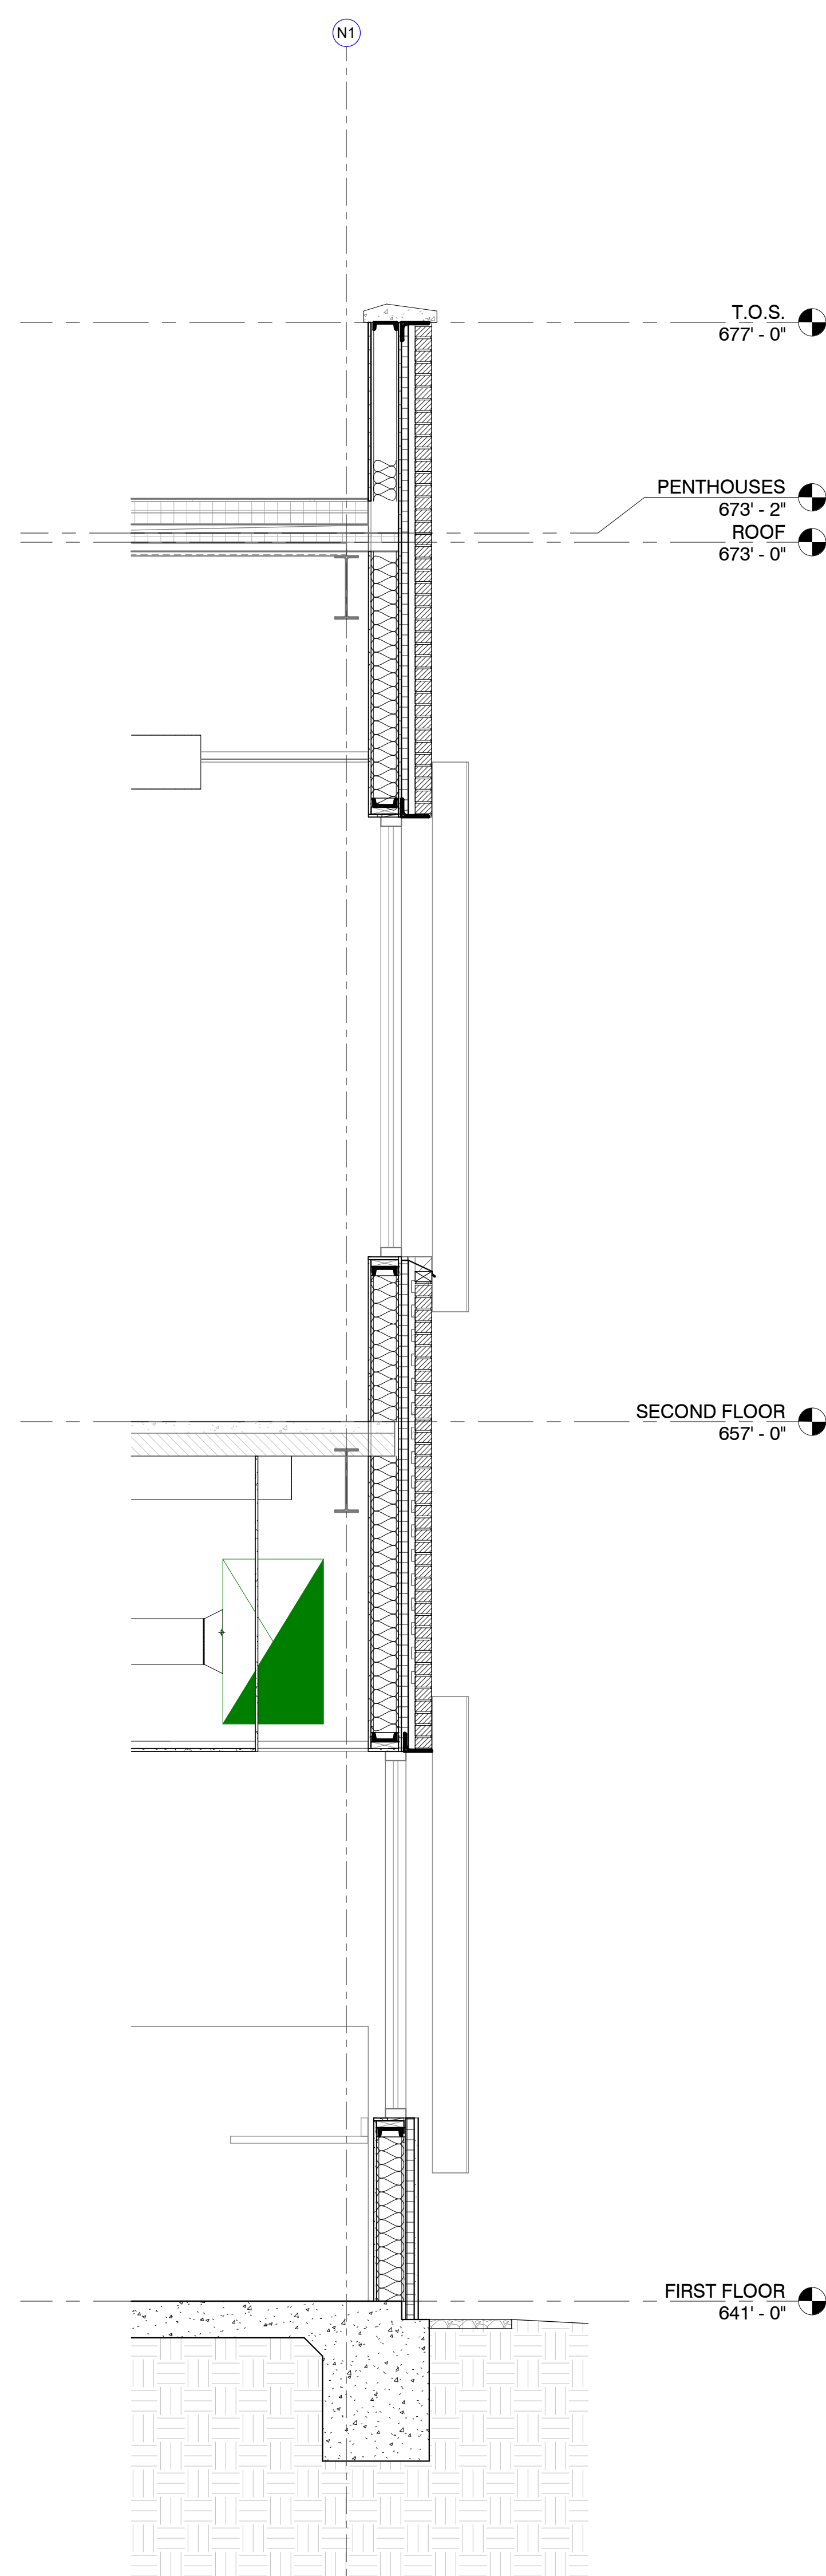 N1
T.O.S.
677' - 0"
PENTHOUSES
673' - 2"
ROOF
673' - 0"
SECOND FLOOR
657' - 0"
FIRST FLOOR
641' - 0"